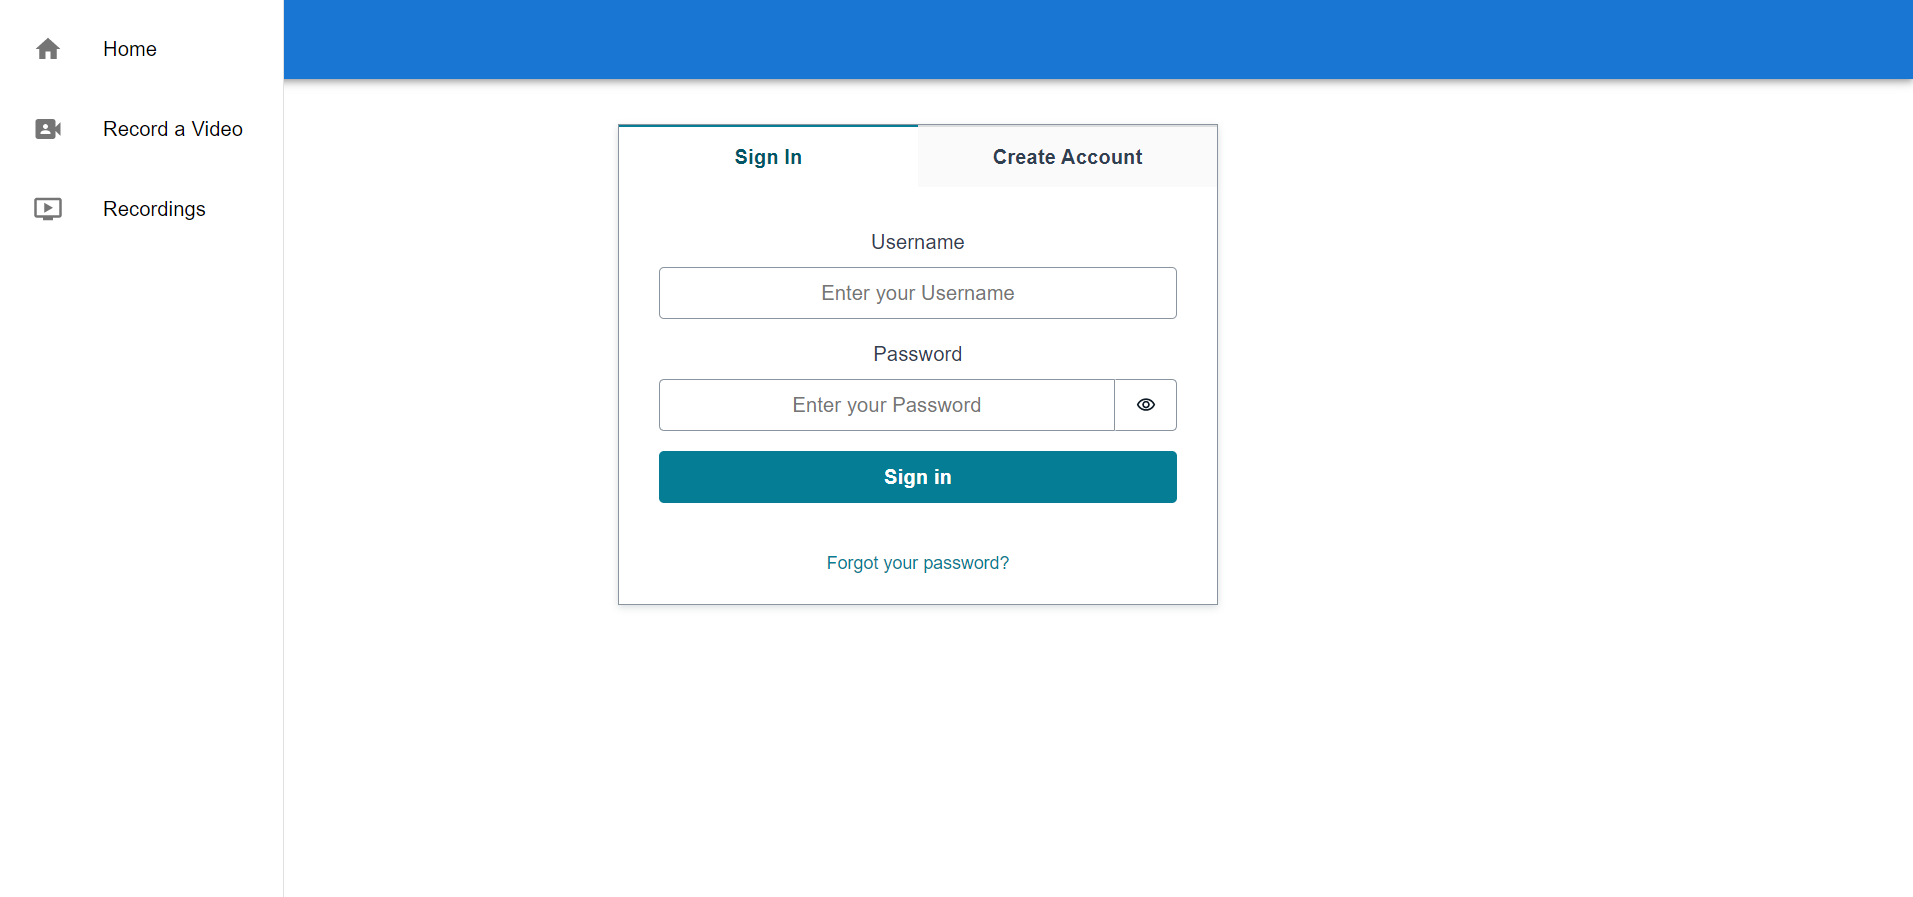 Home
Record a Video
Recordings
Sign In
Create Account
Username
Enter your Username
Password
Enter your Password
Sign in
Forgot your password?